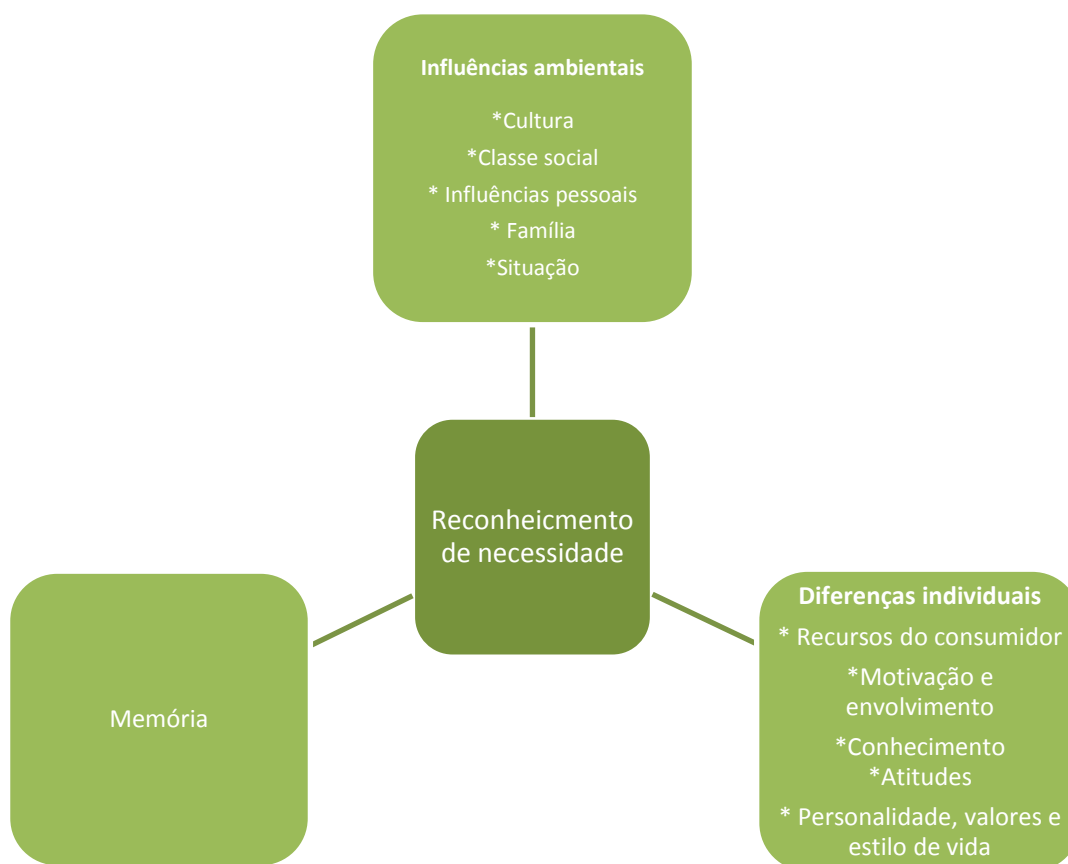 Influências ambientais
*Cultura
*Classe social
* Influências pessoais
* Família
*Situação
Reconheicmento
de necessidade
Memória
Diferenças individuais
* Recursos do consumidor
*Motivação e
envolvimento
*Conhecimento
*Atitudes
* Personalidade, valores e
estilo de vida